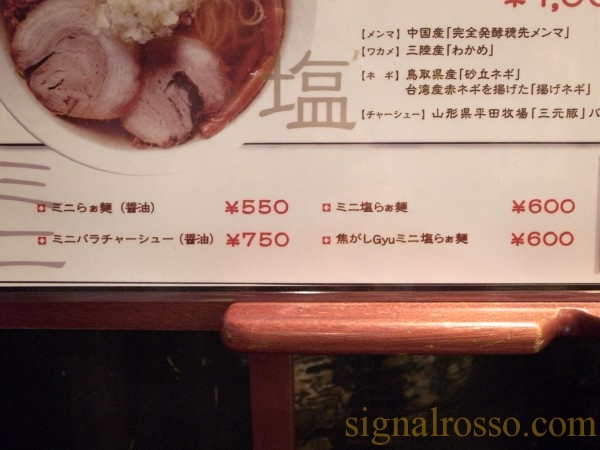 ¥1,0
【メンマ】中国産「完全発酵穂先メンマ」
【ワカメ】三陸産「わかめ」
【ネギ】鳥取県産「砂丘ネギ」
台湾産赤ネギを揚げた「揚げネギ」
【チャーシュー】山形県平田牧場「三元豚」バ
塩
ミニ
ミニらぁ麺（醤油） ¥550
ミニ塩らぁ麺 ¥600
ミニバラチャーシュー（醤油） ¥750
焦がしGyuミニ塩らぁ麺 ¥600
signalrosso.com